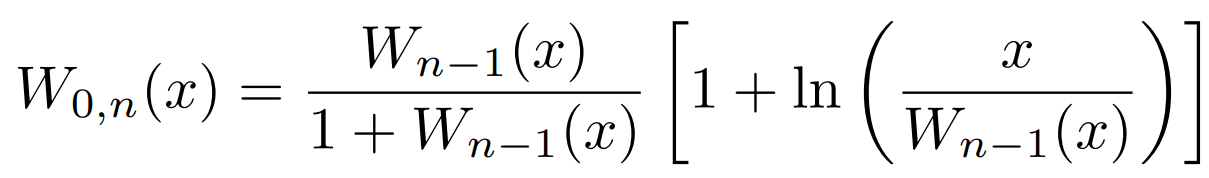 W_{0,n}(x) = \frac{W_{n-1}(x)}{1 + W_{n-1}(x)} \left[ 1 + \ln \left( \frac{x}{W_{n-1}(x)} \right) \right]